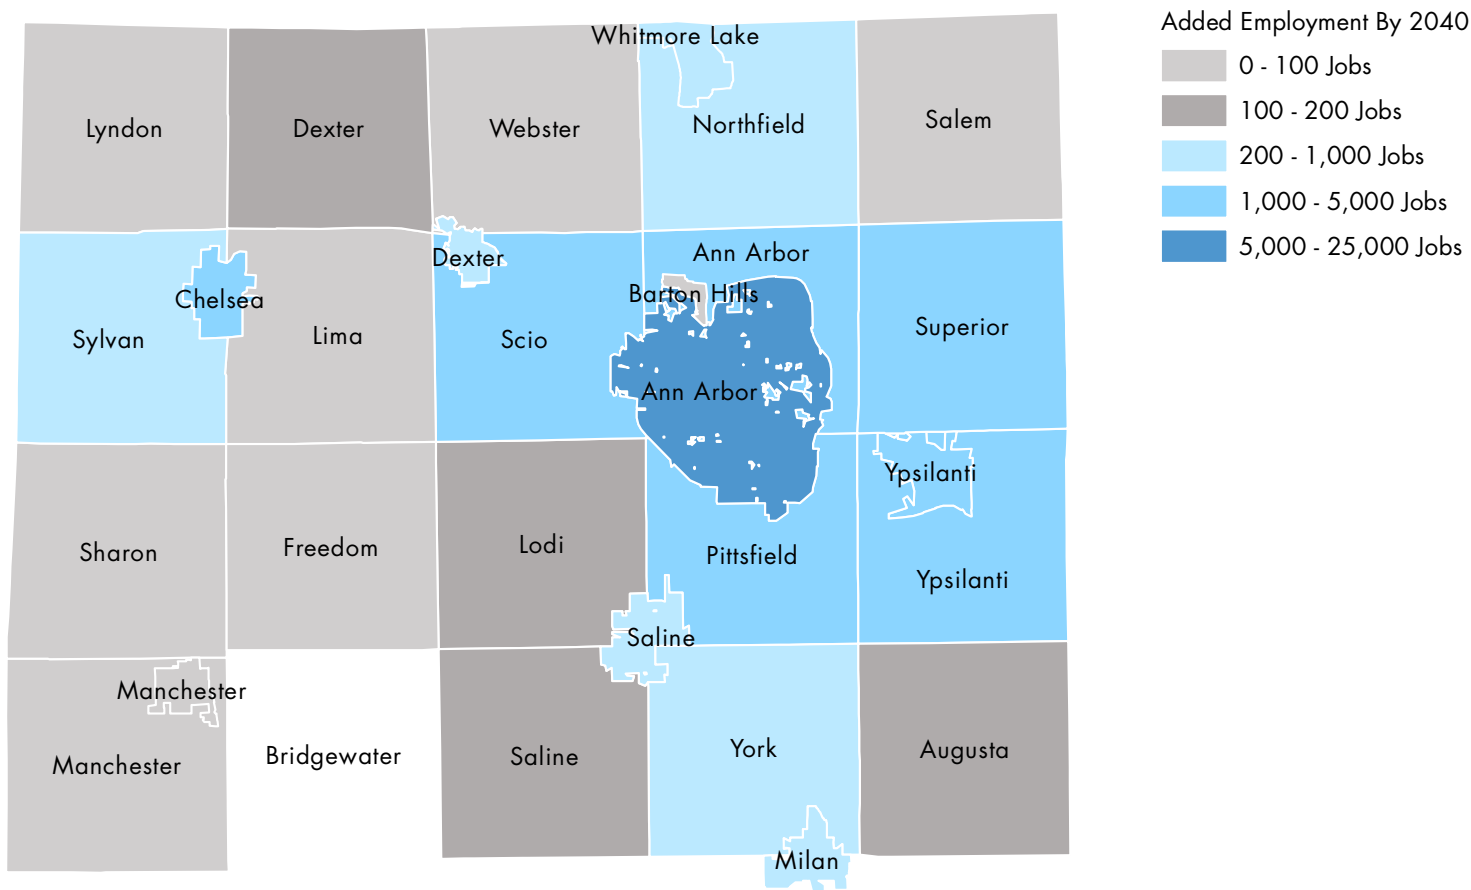 Added Employment By 2040
0 - 100 Jobs
100 - 200 Jobs
200 - 1,000 Jobs
1,000 - 5,000 Jobs
5,000 - 25,000 Jobs
Whitmore Lake
Lyndon
Dexter
Webster
Northfield
Salem
Dexter
Ann Arbor
Chelsea
Barton Hills
Sylvan
Lima
Scio
Superior
Ann Arbor
Ypsilanti
Sharon
Freedom
Lodi
Pittsfield
Ypsilanti
Saline
Manchester
Manchester
Bridgewater
Saline
York
Augusta
Milan